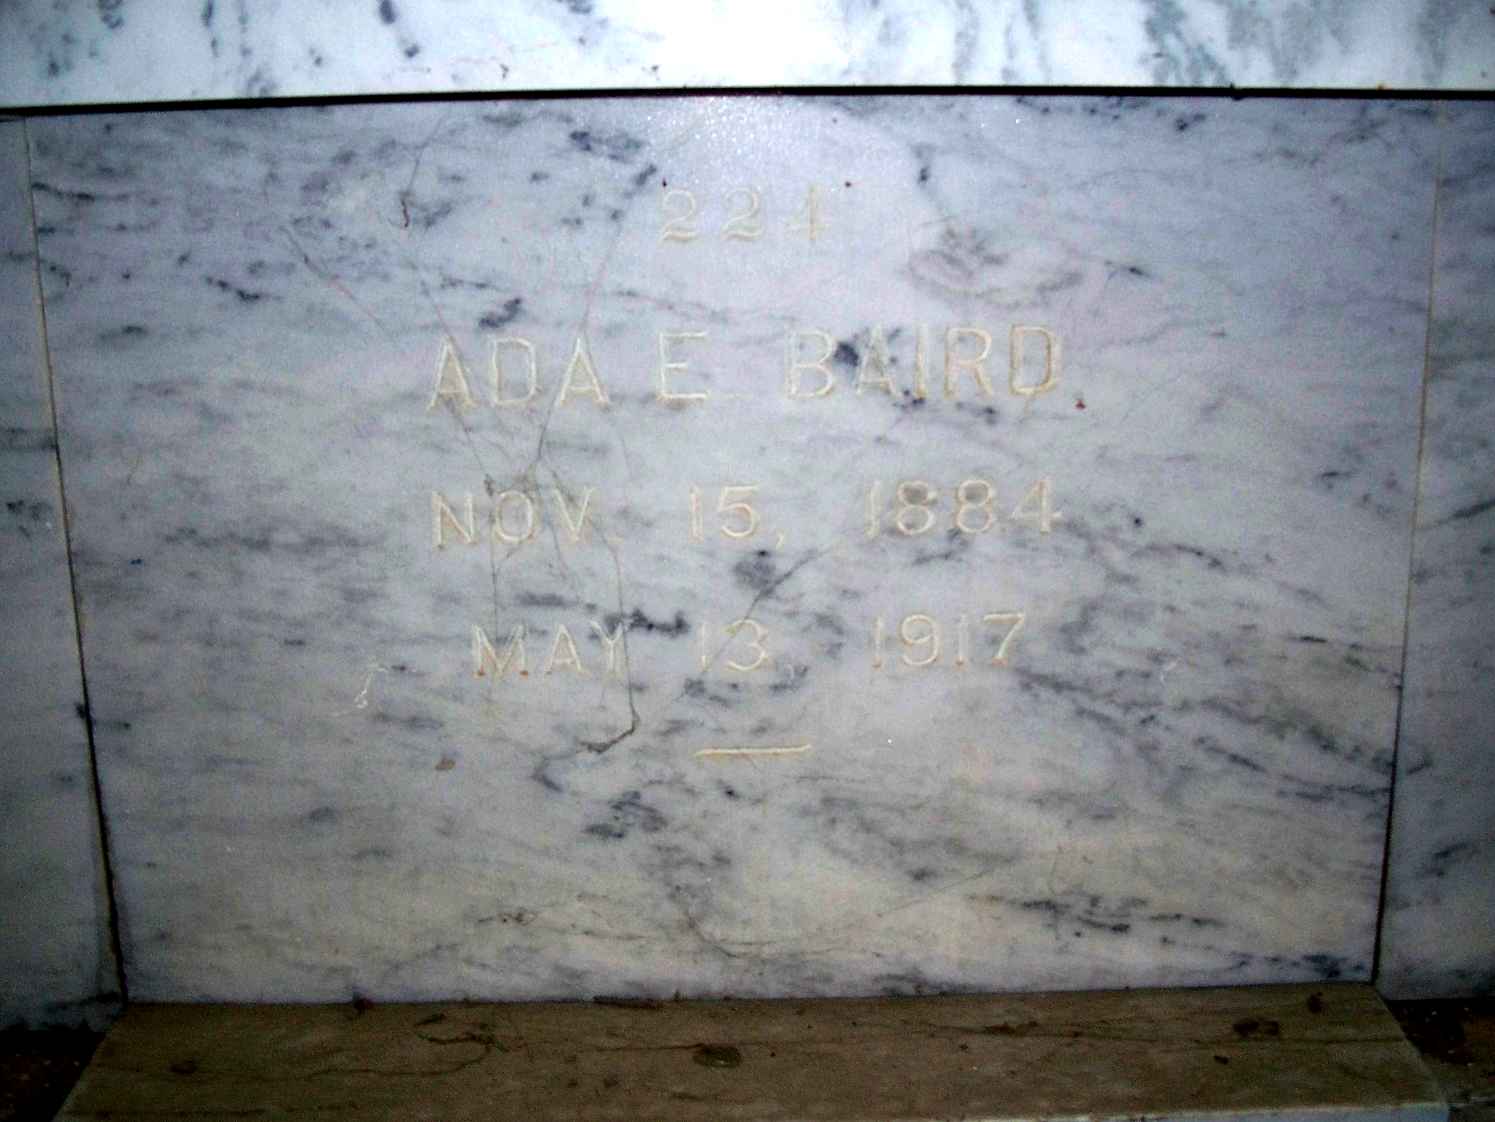 224
ADA E. BAIRD
NOV. 15, 1884
MAY 13, 1917